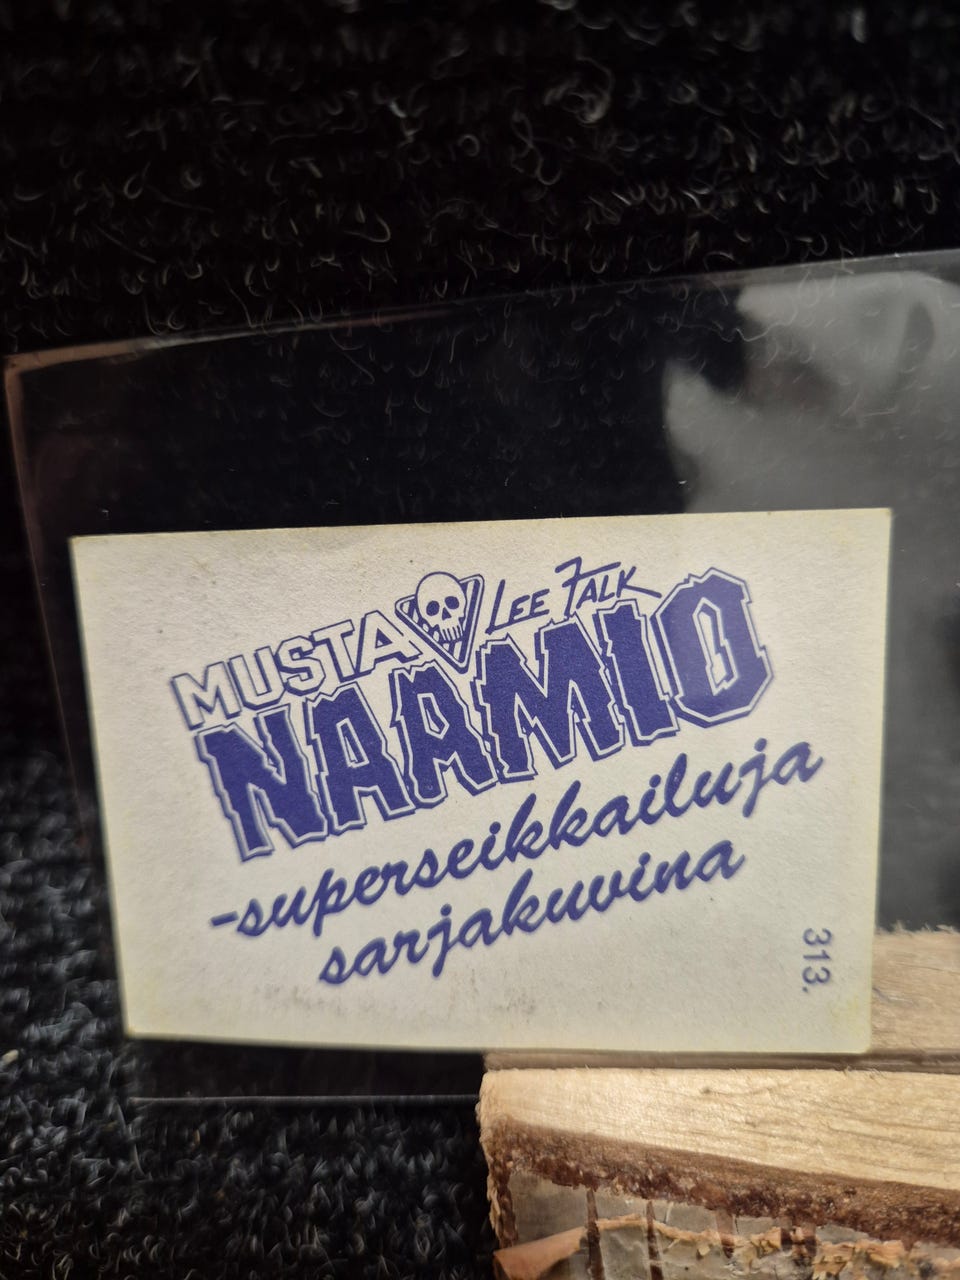 MUSTA LEE FALK
NAAMIO
-superseikkailuja
sarjakuvina
313.